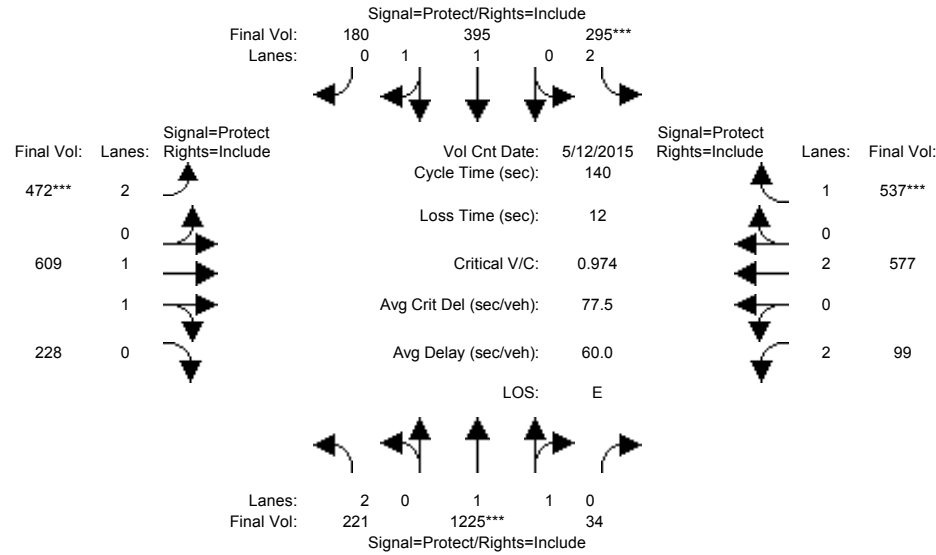 Signal=Protect/Rights=Include
Final Vol: 180 395 295***
Lanes: 0 1 1 0 2
Signal=Protect Signal=Protect
Final Vol: Lanes: Rights=Include Vol Cnt Date: 5/12/2015 Rights=Include Lanes: Final Vol:
Cycle Time (sec): 140
472*** 2 1 537***
Loss Time (sec): 12
0 0
609 1 Critical V/C: 0.974 2 577
1 Avg Crit Del (sec/veh): 77.5 0
228 0 Avg Delay (sec/veh): 60.0 2 99
LOS: E
Lanes: 2 0 1 1 0
Final Vol: 221 1225*** 34
Signal=Protect/Rights=Include